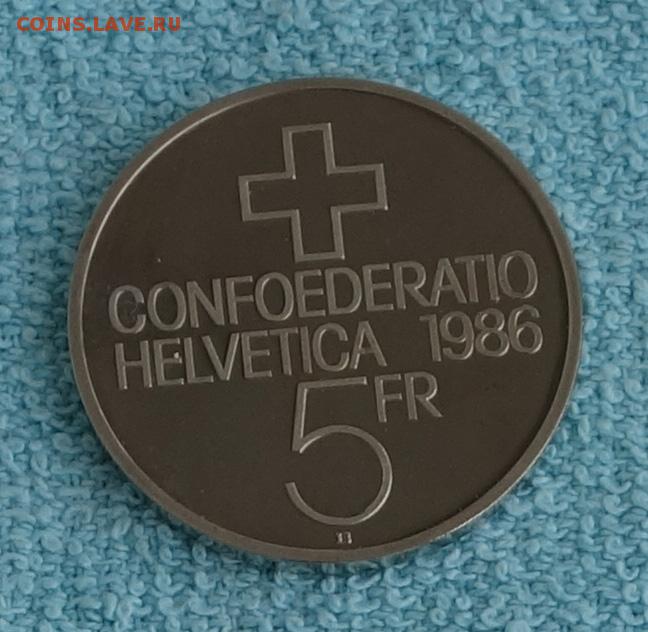 COINS.LAVE.RU
CONFOEDERATIO
HELVETICA 1986
5 FR
B